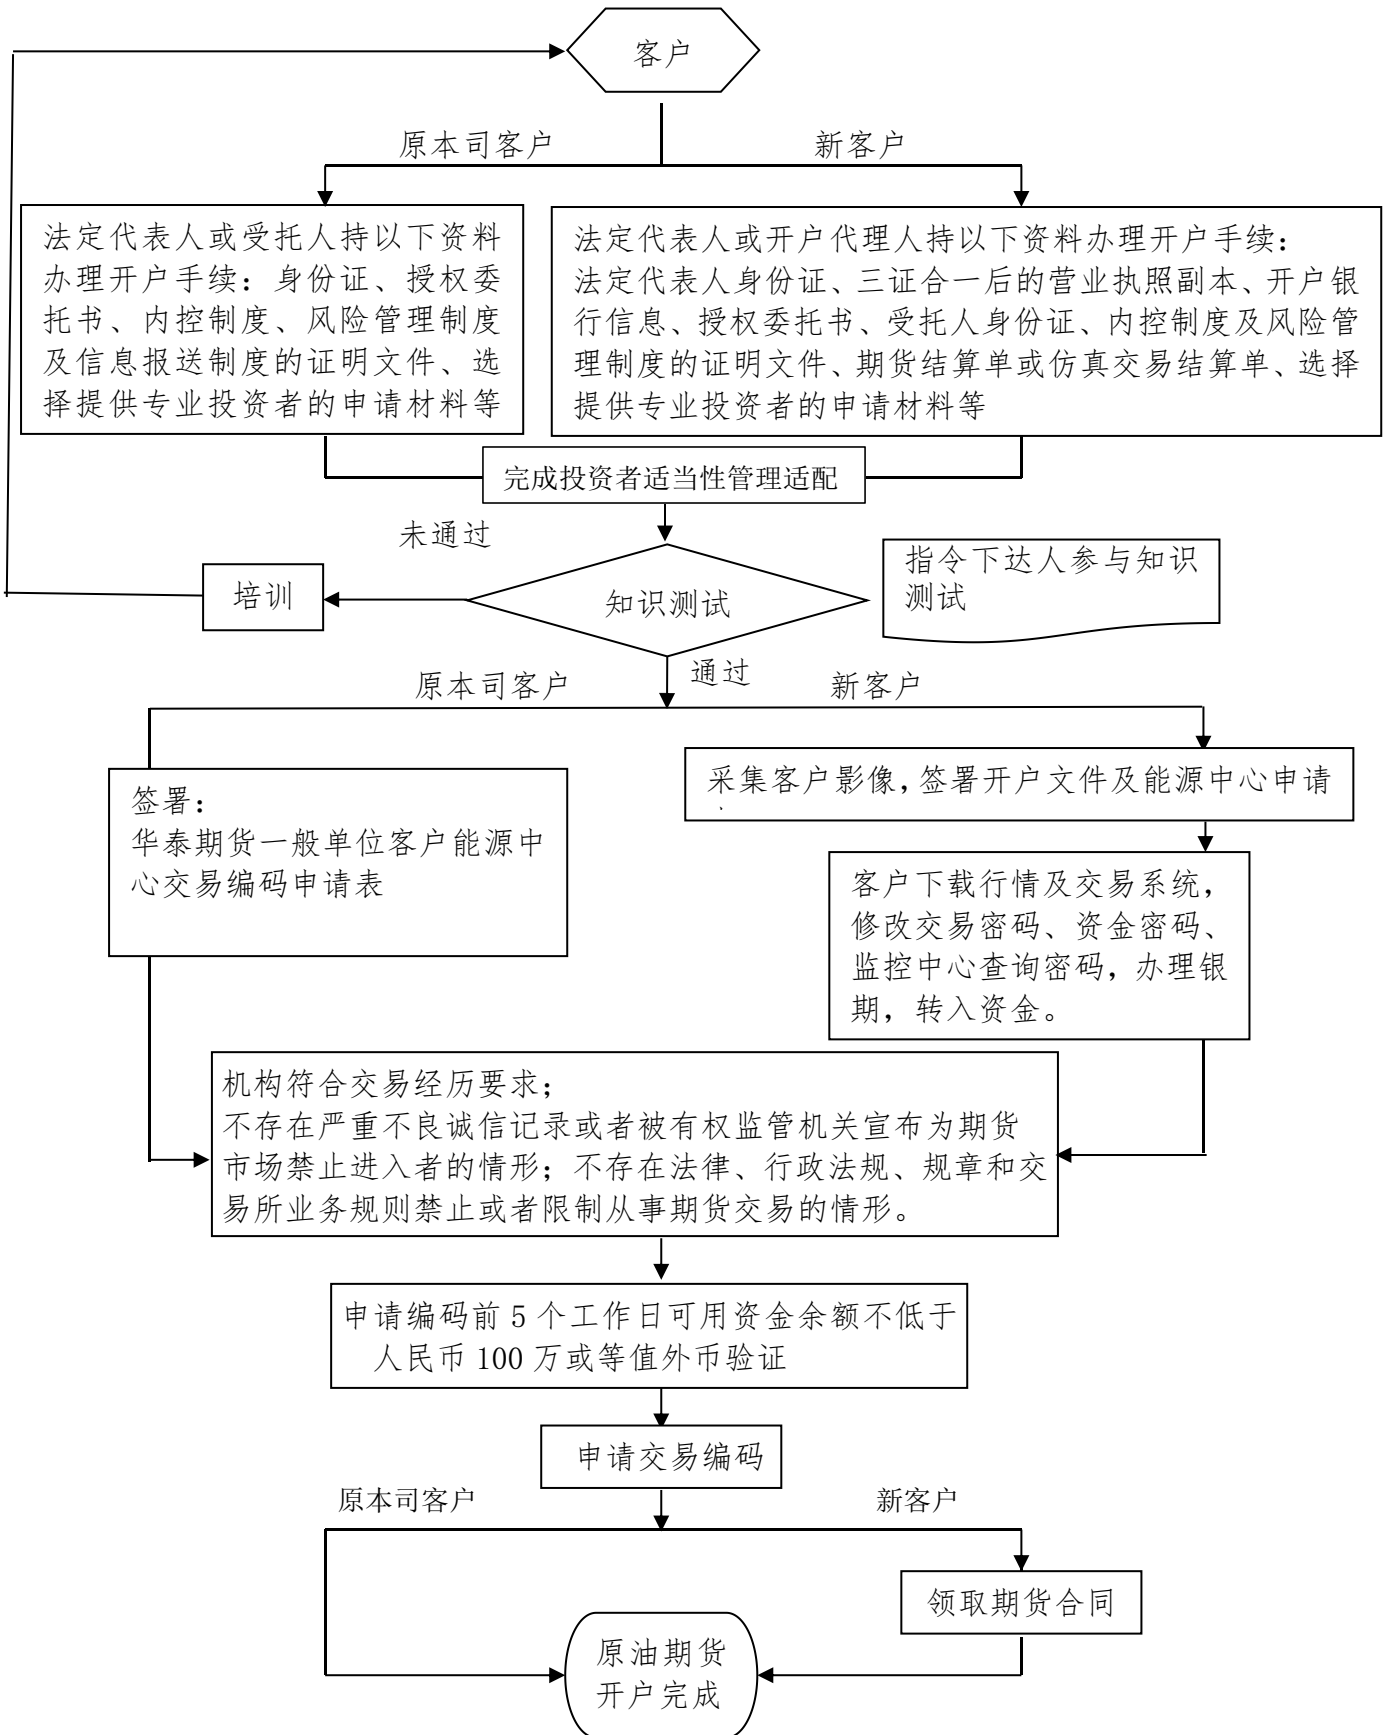 客户
原本司客户
新客户
法定代表人或受托人持以下资料
办理开户手续：身份证、授权委
托书、内控制度、风险管理制度
及信息报送制度的证明文件、选
择提供专业投资者的申请材料等
法定代表人或开户代理人持以下资料办理开户手续：
法定代表人身份证、三证合一后的营业执照副本、开户银
行信息、授权委托书、受托人身份证、内控制度及风险管
理制度的证明文件、期货结算单或仿真交易结算单、选择
提供专业投资者的申请材料等
完成投资者适当性管理适配
未通过
培训
知识测试
指令下达人参与知识
测试
通过
原本司客户
新客户
签署：
华泰期货一般单位客户能源中
心交易编码申请表
采集客户影像，签署开户文件及能源中心申请
客户下载行情及交易系统，
修改交易密码、资金密码、
监控中心查询密码，办理银
期，转入资金。
机构符合交易经历要求；
不存在严重不良诚信记录或者被有权监管机关宣布为期货
市场禁止进入者的情形；不存在法律、行政法规、规章和交
易所业务规则禁止或者限制从事期货交易的情形。
申请编码前 5 个工作日可用资金余额不低于
人民币 100 万或等值外币验证
申请交易编码
原本司客户
新客户
领取期货合同
原油期货
开户完成